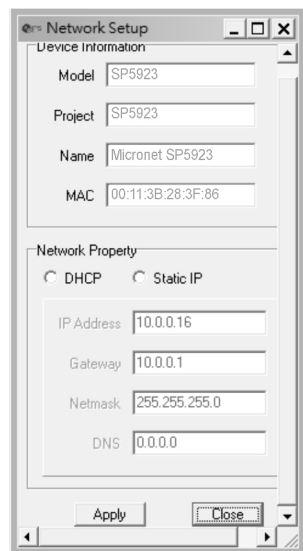 Network Setup
Device Information
Model SP5923
Project SP5923
Name Micronet SP5923
MAC 00:11:3B:28:3F:86
Network Property
DHCP Static IP
IP Address 10.0.0.16
Gateway 10.0.0.1
Netmask 255.255.255.0
DNS 0.0.0.0
Apply Close